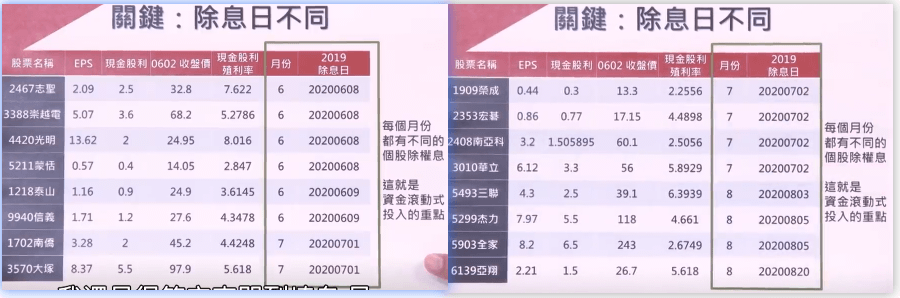 關鍵：除息日不同
股票名稱 EPS 現金股利 0602 收盤價 現金股利殖利率 月份 2019除息日
2467志聖 2.09 2.5 32.8 7.622 6 20200608
3388崇越電 5.07 3.6 68.2 5.2786 6 20200608
4420光明 13.62 2 24.95 8.016 6 20200608
5211蒙恬 0.57 0.4 14.05 2.847 6 20200608
1218泰山 1.16 0.9 24.9 3.6145 6 20200609
9940信義 1.71 1.2 27.6 4.3478 6 20200609
1702南僑 3.28 2 45.2 4.4248 7 20200701
3570大塚 8.37 5.5 97.9 5.618 7 20200701
每個月份
都有不同的
個股除權息
這就是
資金滾動式
投入的重點
關鍵：除息日不同
股票名稱 EPS 現金股利 0602 收盤價 現金股利殖利率 月份 2019除息日
1909榮成 0.44 0.3 13.3 2.2556 7 20200702
2353宏碁 0.86 0.77 17.15 4.4898 7 20200702
2408南亞科 3.2 1.505895 60.1 2.5056 7 20200702
3010華立 6.12 3.3 56 5.8929 7 20200702
5493三聯 4.3 2.5 39.1 6.3939 8 20200803
5299杰力 7.97 5.5 118 4.661 8 20200805
5903全家 8.2 6.5 243 2.6749 8 20200805
6139亞翔 2.21 1.5 26.7 5.618 8 20200820
每個月份
都有不同的
個股除權息
這就是
資金滾動式
投入的重點